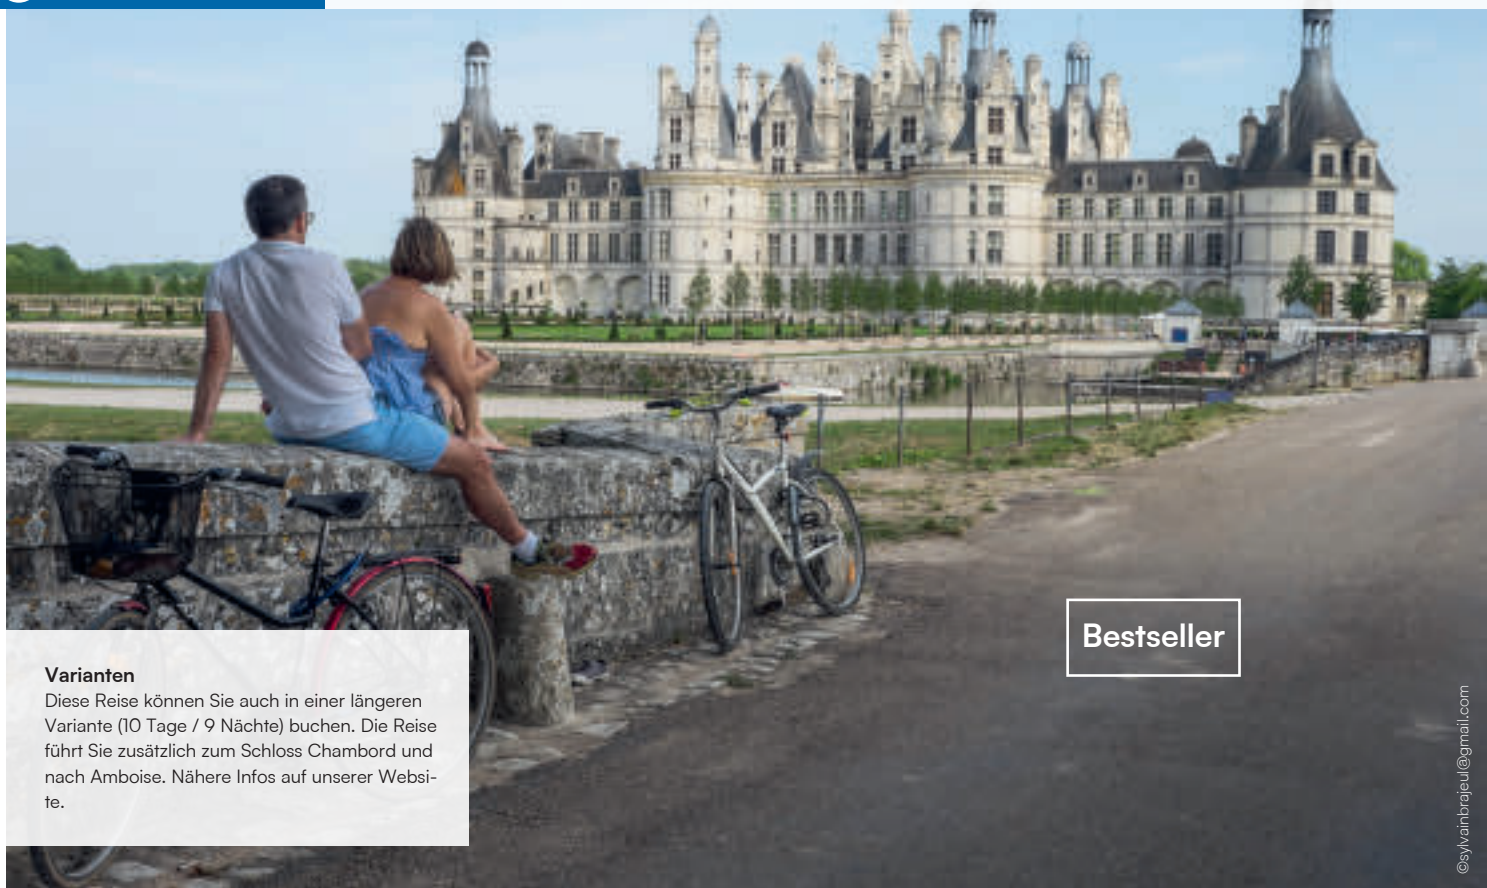 Varianten
Diese Reise können Sie auch in einer längeren
Variante (10 Tage / 9 Nächte) buchen. Die Reise
führt Sie zusätzlich zum Schloss Chambord und
nach Amboise. Nähere Infos auf unserer Websi-
te.
Bestseller
©sylvainbrajeul@gmail.com